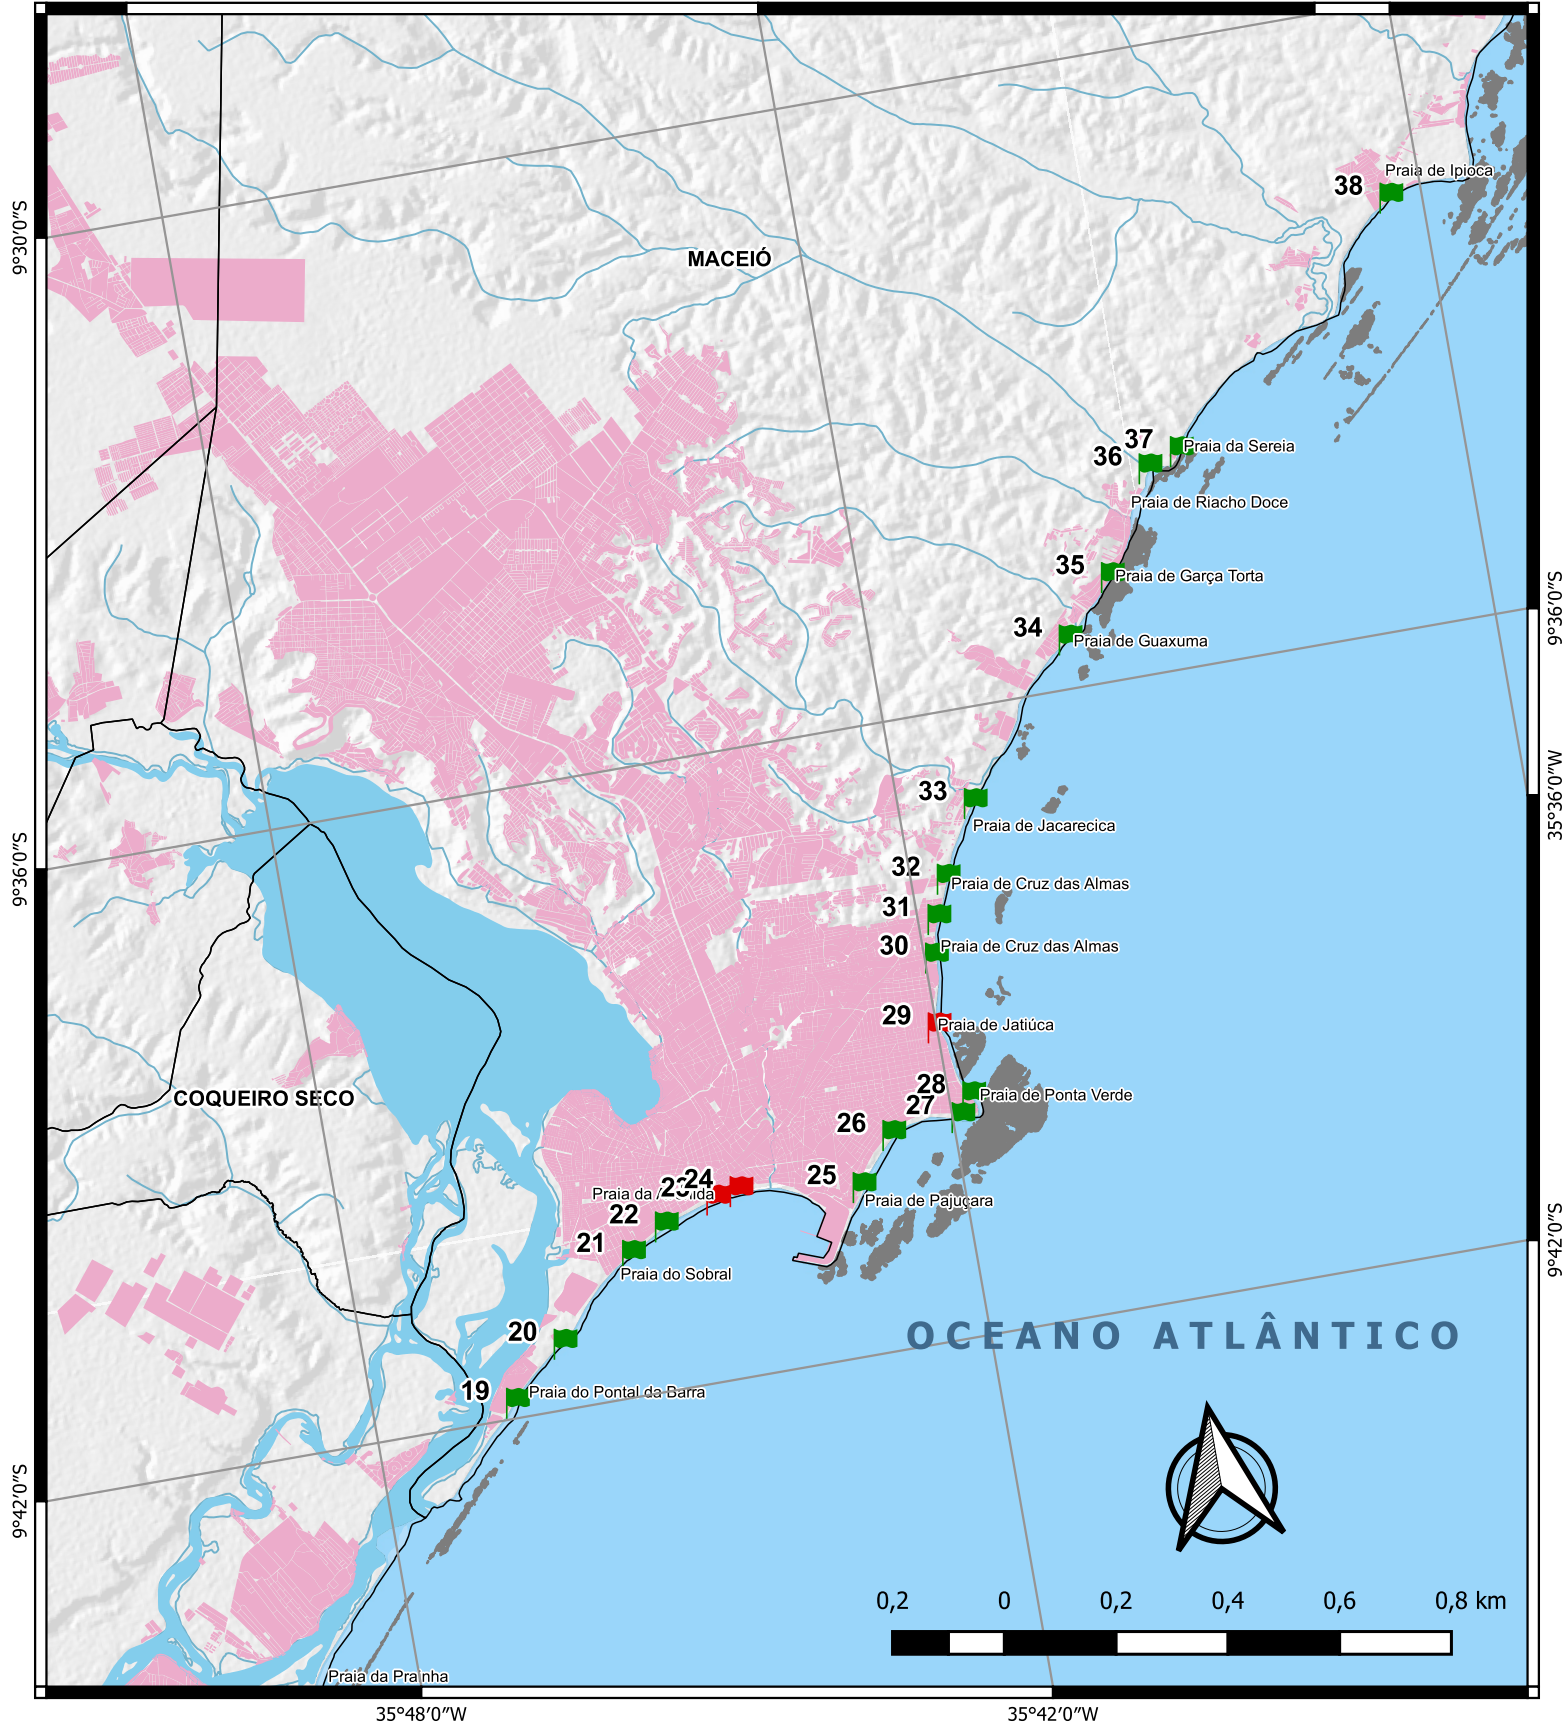 Praia de Ipioca
38
9°30'0"S
MACEIÓ
37
Praia da Sereia
36
Praia de Riacho Doce
35
Praia de Garça Torta
9°36'0"S
34
Praia de Guaxuma
33
35°36'0"W
Praia de Jacarecica
9°36'0"S
32
Praia de Cruz das Almas
31
30
Praia de Cruz das Almas
29
Praia de Jatiúca
28
COQUEIRO SECO
Praia de Ponta Verde
27
26
25
24
23
Praia da
Praia de Pajuçara
22
21
9°42'0"S
Praia do Sobral
20
OCEANO ATLÂNTICO
19
Praia do Pontal da Barra
9°42'0"S
0,2 0 0,2 0,4 0,6 0,8 km
Praia da Prainha
35°48'0"W
35°42'0"W